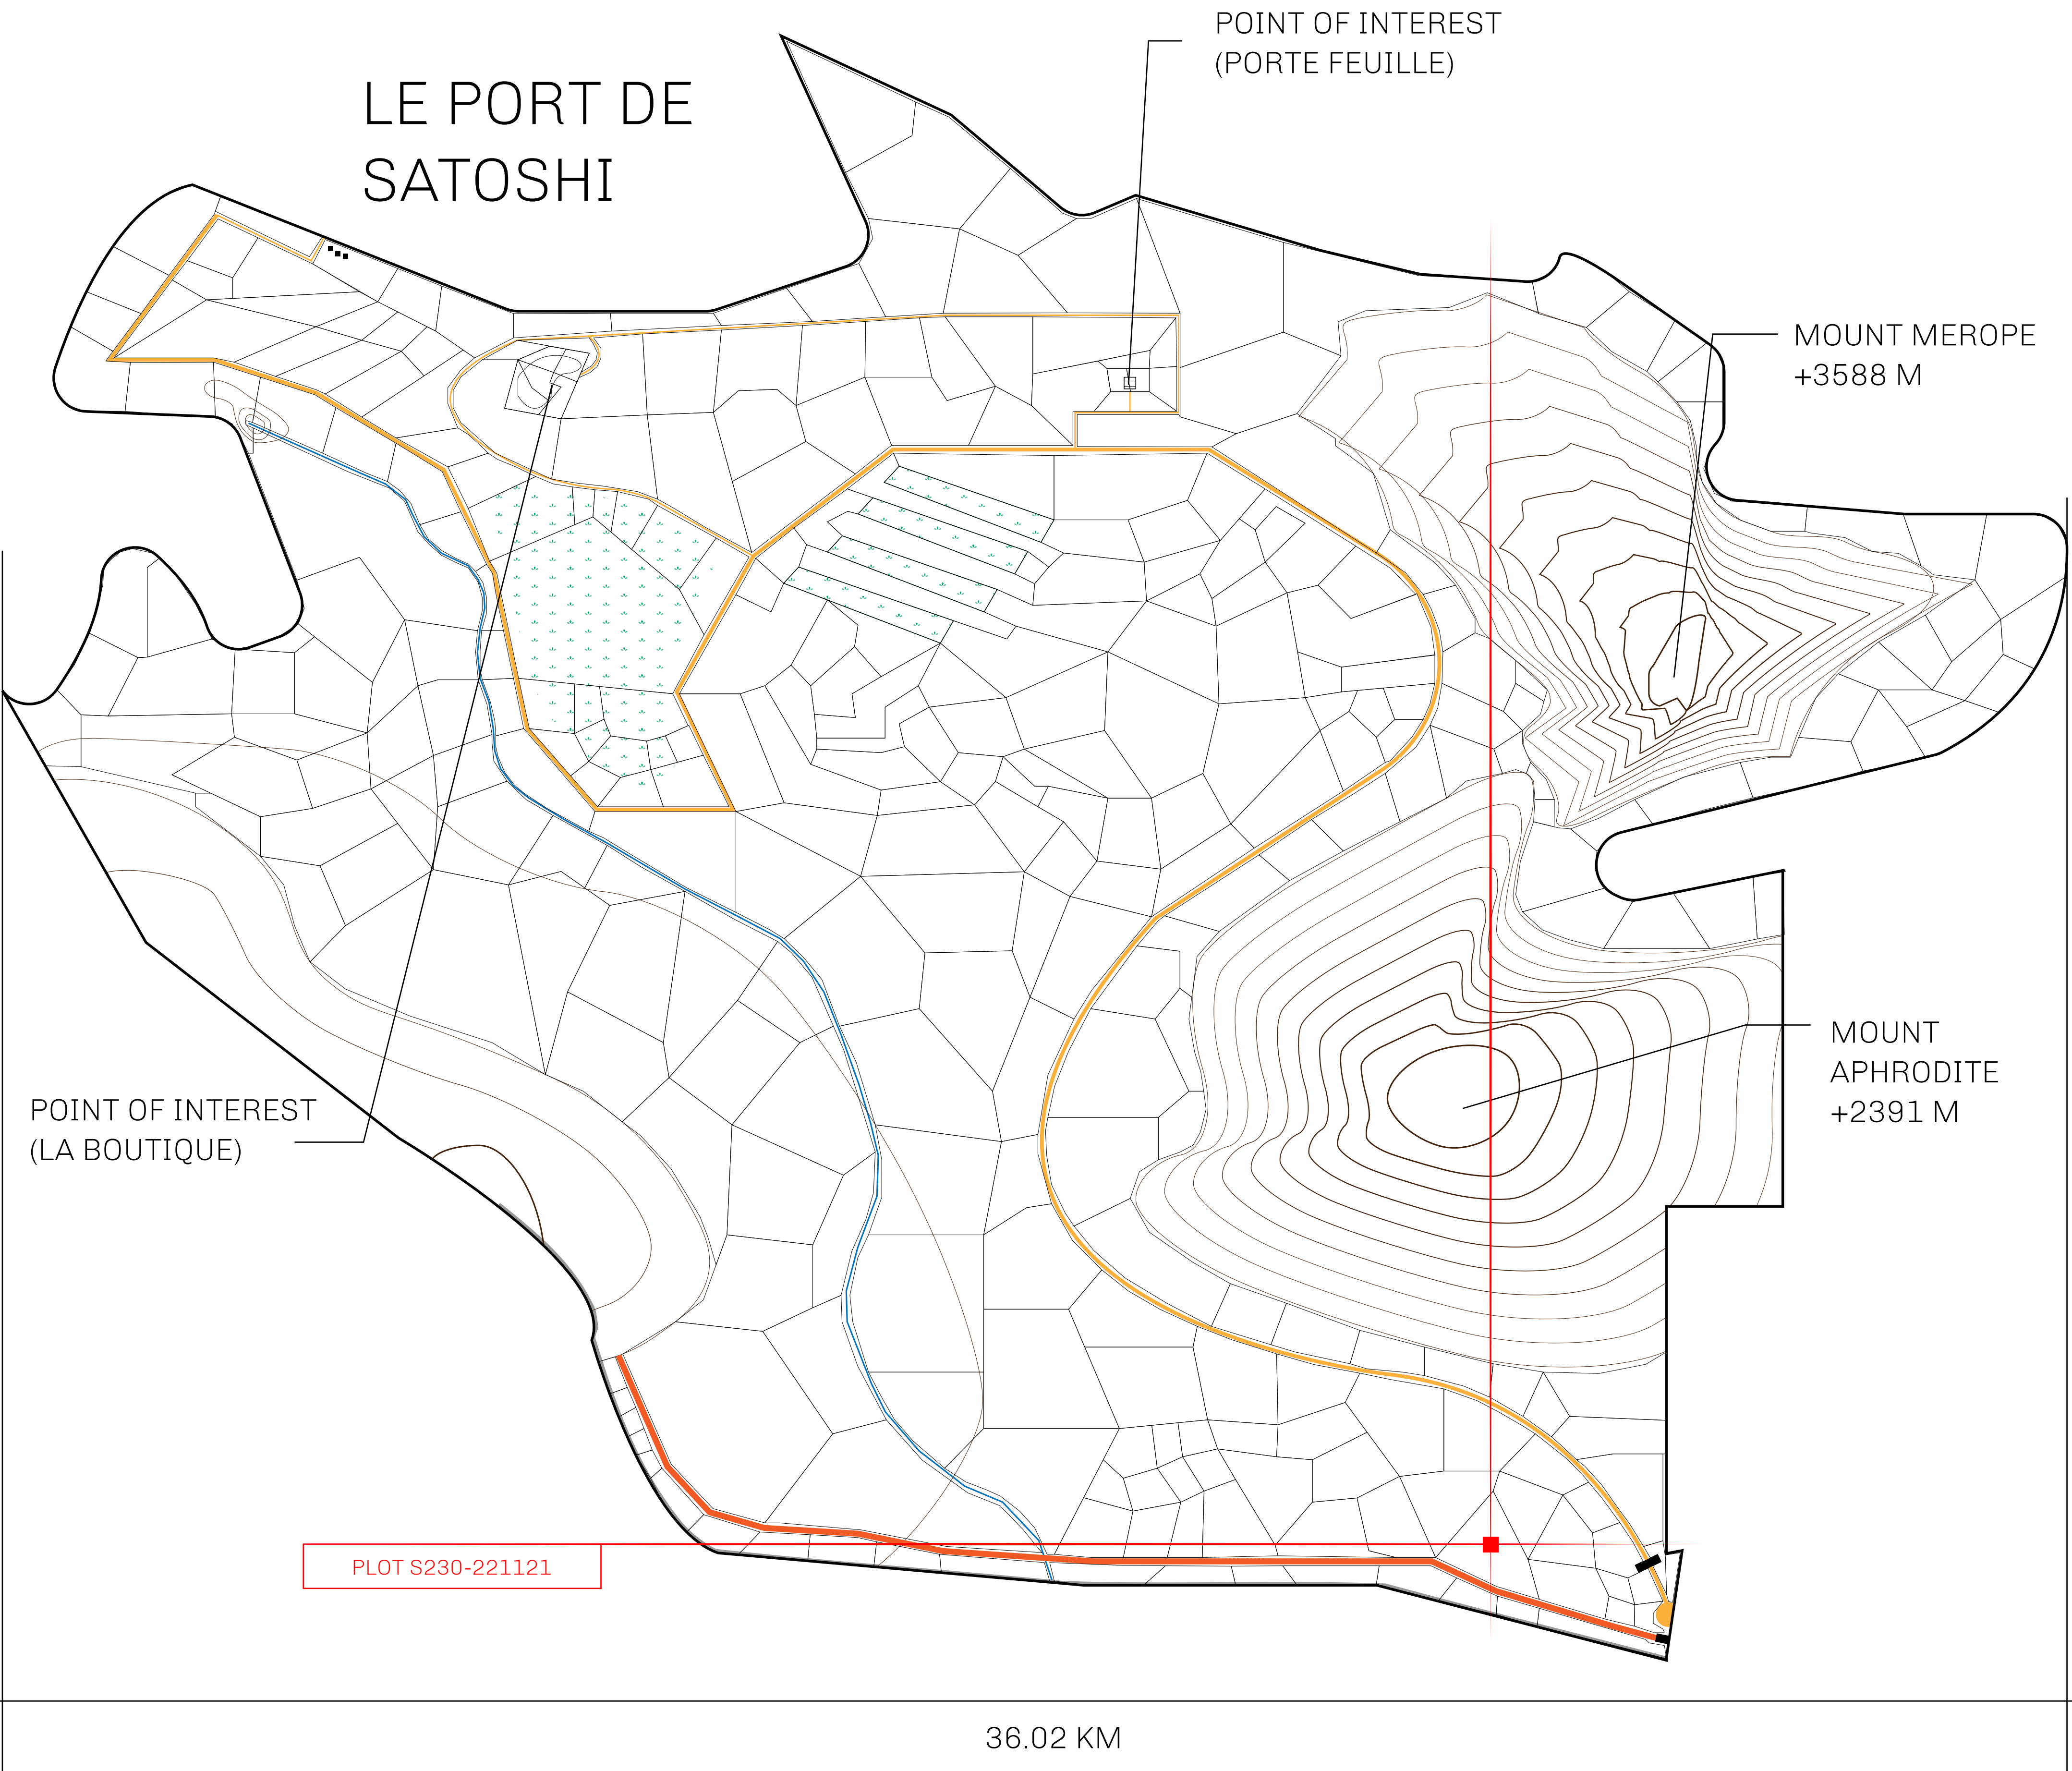 POINT OF INTEREST
(PORTE FEUILLE)
LE PORT DE
SATOSHI
MOUNT MEROPE
+3588 M
MOUNT
APHRODITE
+2391 M
POINT OF INTEREST
(LA BOUTIQUE)
PLOT S230-221121
36.02 KM